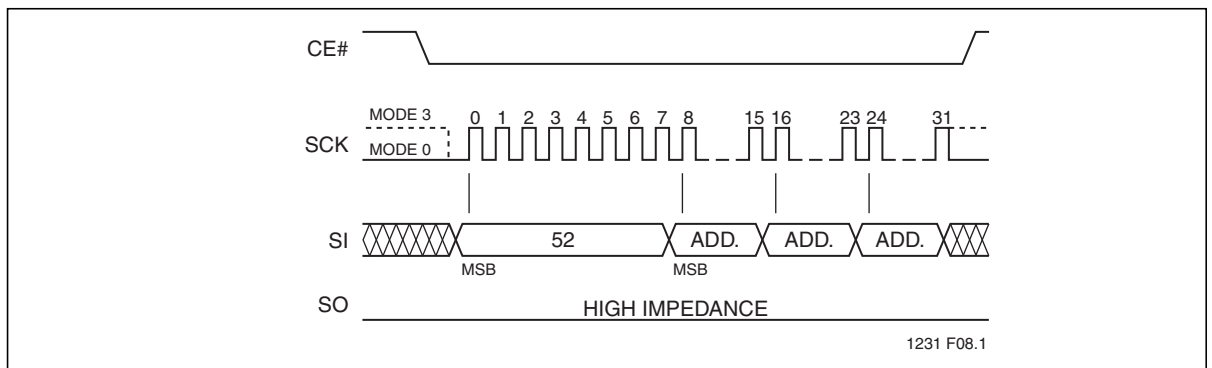 CE#
MODE 3
0 1 2 3 4 5 6 7 8 15 16 23 24 31
SCK
MODE 0
SI
52 ADD. ADD. ADD.
MSB MSB
SO
HIGH IMPEDANCE
1231 F08.1